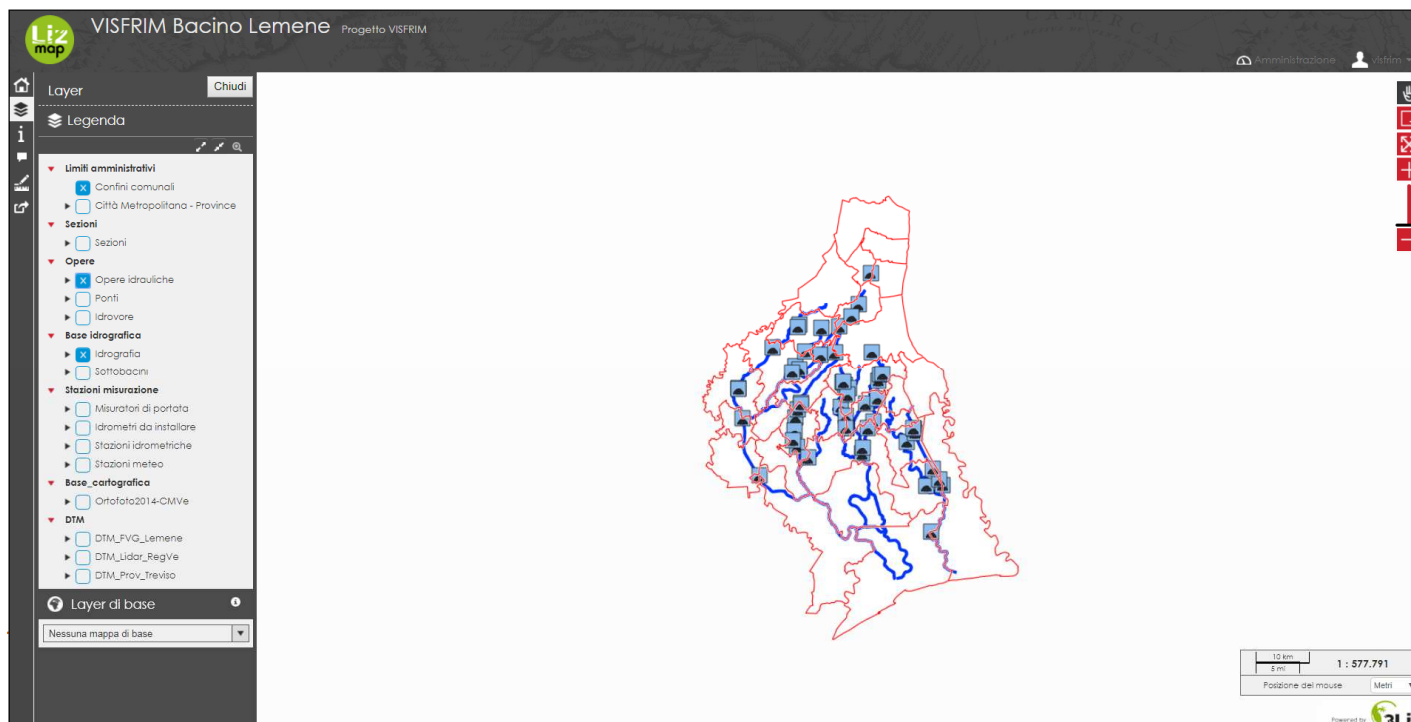 Liz
map
VISFRIM Bacino Lemene Progetto VISFRIM
Amministrazione visfrim
Layer
Chiudi
Legenda
Limiti amministrativi
x Confini comunali
Città Metropolitana - Province
Sezioni
Sezioni
Opere
x Opere idrauliche
Ponti
Idrovore
Base idrografica
x Idrografia
Sottobacini
Stazioni misurazione
Misuratori di portata
Idrometri da installare
Stazioni idrometriche
Stazioni meteo
Base_cartografica
Ortofoto2014-CMVe
DTM
DTM_FVG_Lemene
DTM_Lidar_RegVe
DTM_Prov_Treviso
Layer di base
Nessuna mappa di base
10 km
5 mi
1 : 577.791
Posizione del mouse
Metri
Powered by 3Li